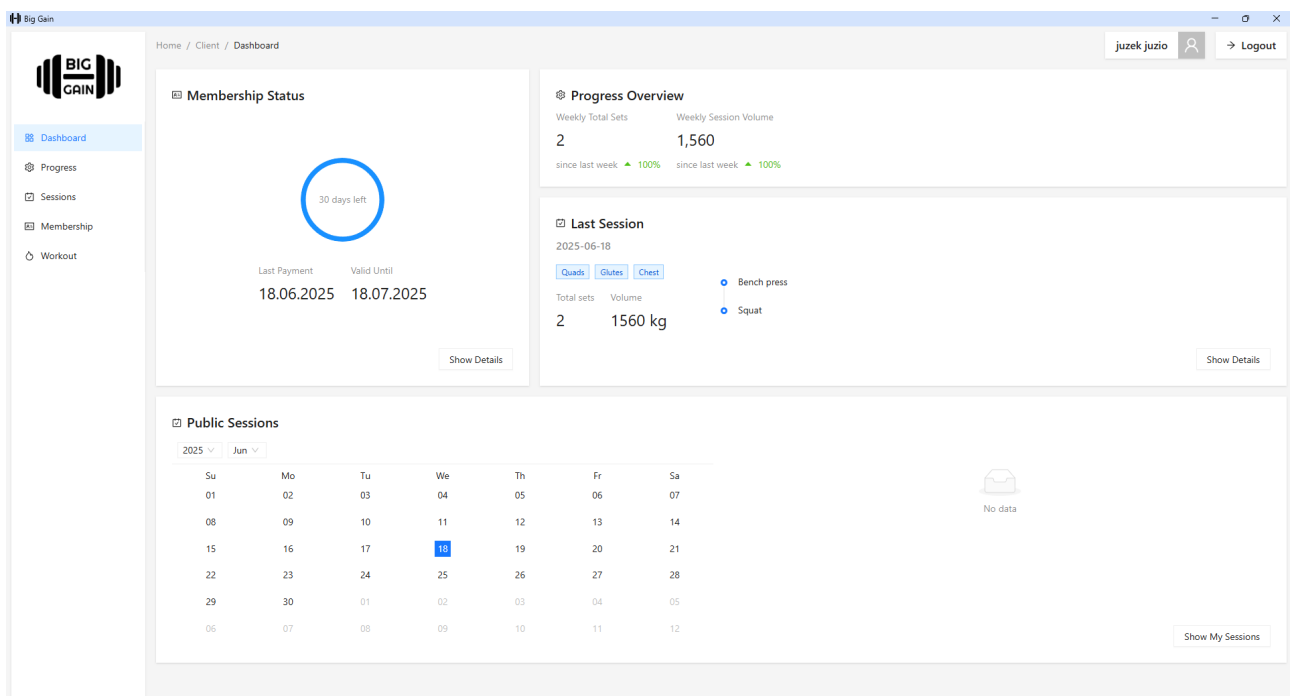 Big Gain
BIG
GAIN
Dashboard
Progress
Sessions
Membership
Workout
Home / Client / Dashboard
juzek juzio
Logout
Membership Status
30 days left
Last Payment Valid Until
18.06.2025 18.07.2025
Show Details
Progress Overview
Weekly Total Sets Weekly Session Volume
2 1,560
since last week 100% since last week 100%
Last Session
2025-06-18
Quads Glutes Chest
Total sets Volume
2 1560 kg
Bench press
Squat
Show Details
Public Sessions
2025 Jun
Su Mo Tu We Th Fr Sa
01 02 03 04 05 06 07
08 09 10 11 12 13 14
15 16 17 18 19 20 21
22 23 24 25 26 27 28
29 30 01 02 03 04 05
06 07 08 09 10 11 12
No data
Show My Sessions